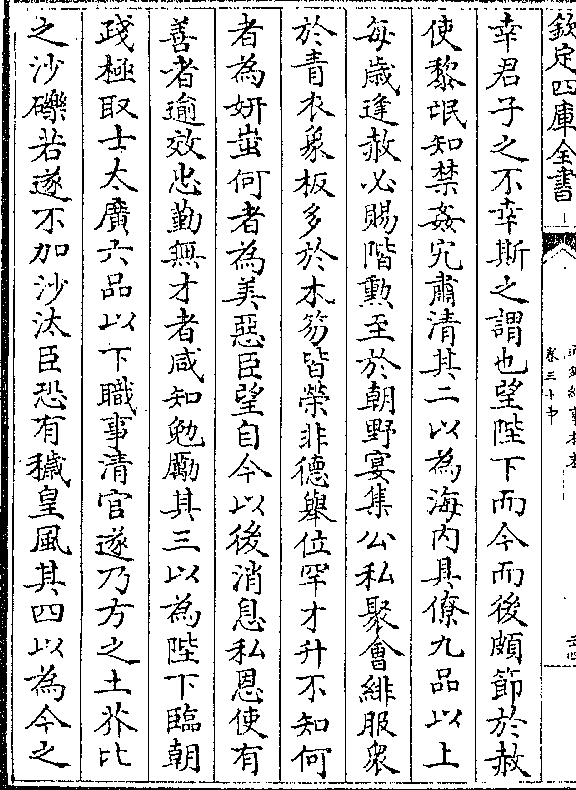 欽定四庫全書
卷三十中
幸君子之不幸斯之謂也望陛下而今而後頗節於赦
使黎氓知禁姦宄肅清其二以為海内具僚九品以上
每歳逢赦必賜階勲至於朝野宴集公私聚會緋服衆
於青衣象板多於木笏皆榮非德舉位罕才升不知何
者為妍蚩何者為美惡臣望自今以後消息私恩使有
善者逾效忠勤無才者咸知勉勵其三以為陛下臨朝
踐極取士太廣六品以下職事清官遂乃方之土芥比
之沙礫若遂不加沙汰臣恐有穢皇風其四以為今之